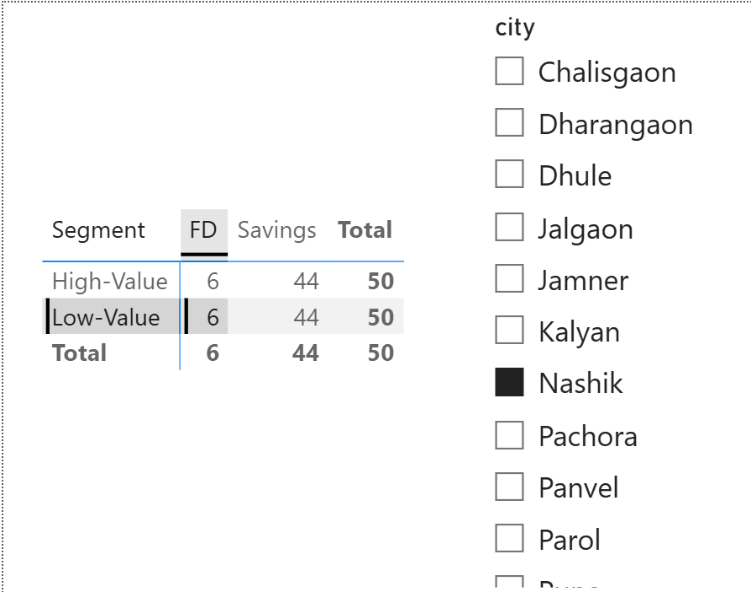 city
Chalisgaon
Dharangaon
Dhule
Jalgaon
Jamner
Kalyan
Nashik
Pachora
Panvel
Parol
Segment FD Savings Total
High-Value 6 44 50
Low-Value 6 44 50
Total 6 44 50